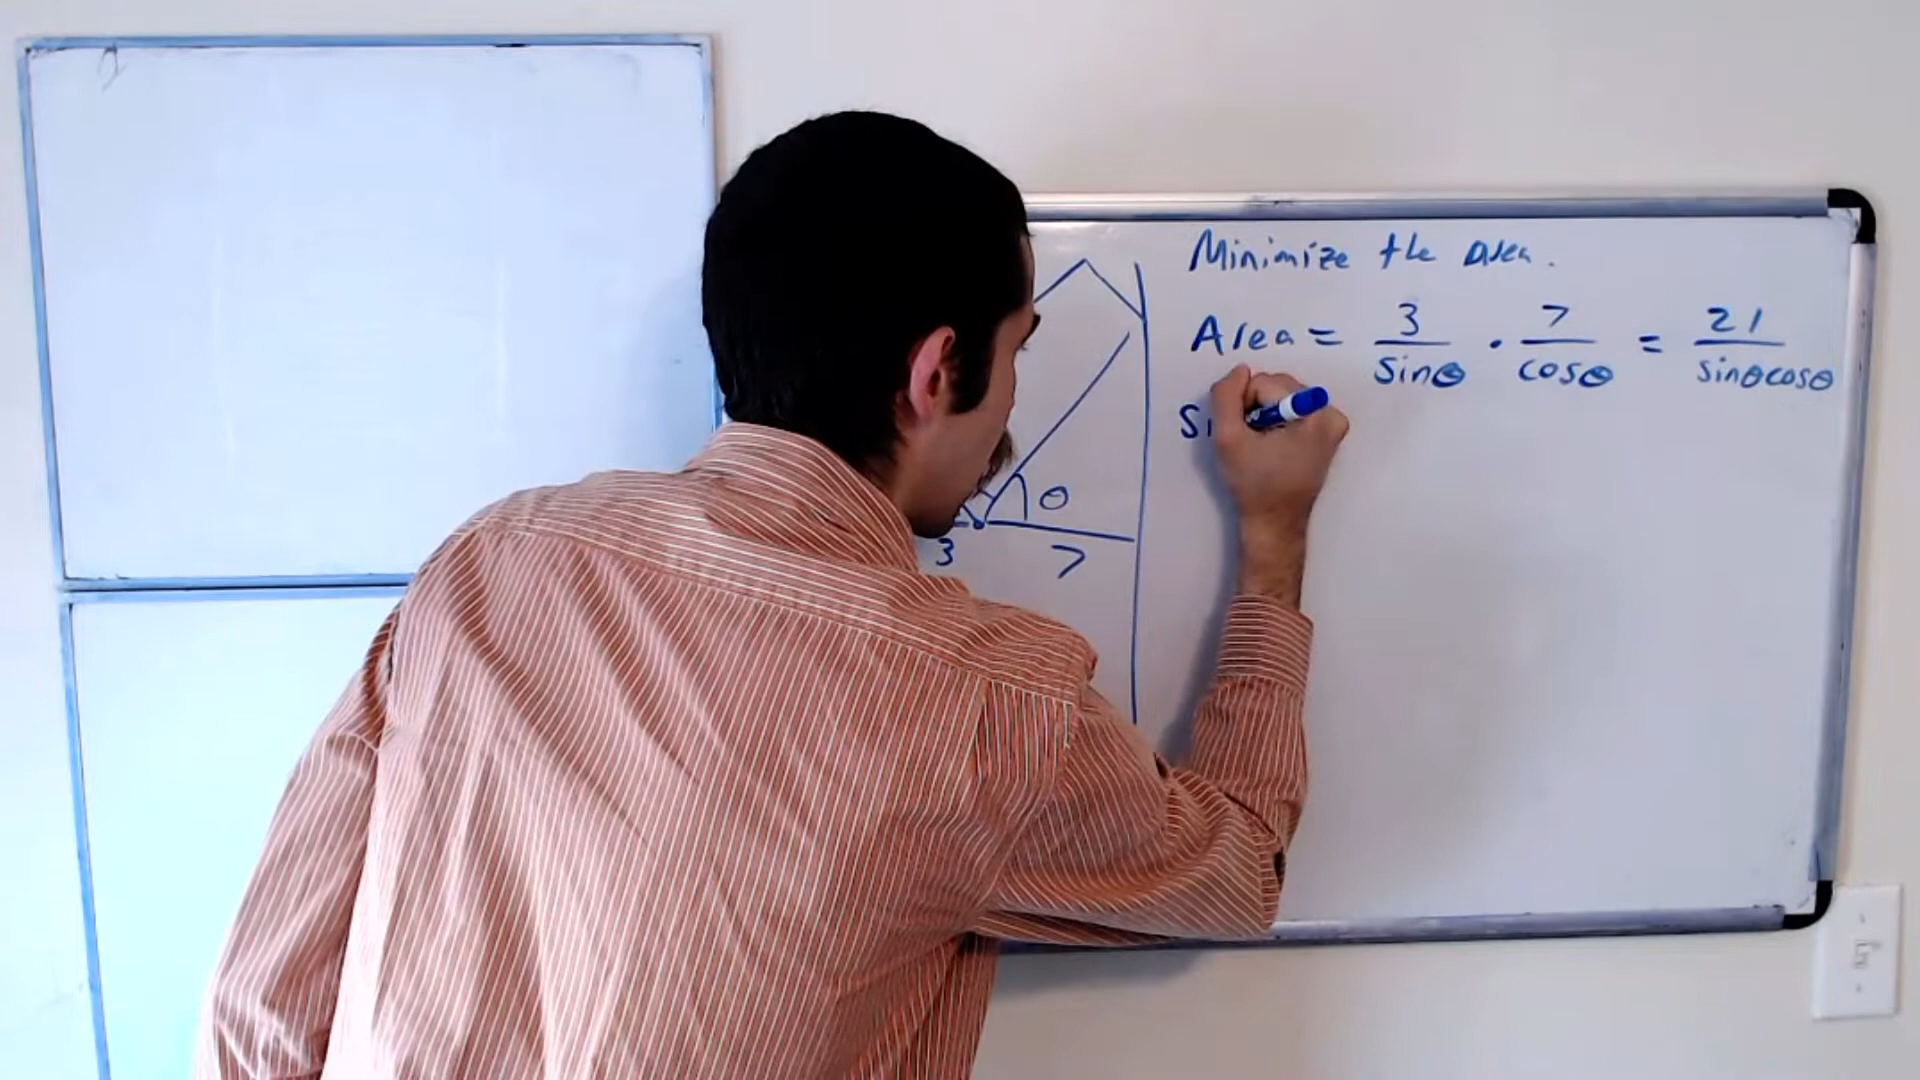 Minimize the area.
Area = 3/sinθ · 7/cosθ = 21/sinθcosθ
θ
3 7